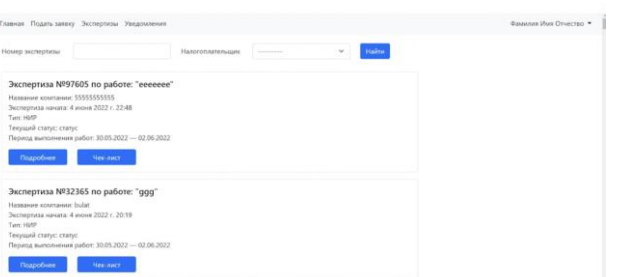 Главная Подать заявку Экспертизы Уведомления Фамилия Имя Отчество
Номер экспертизы Налогоплательщик ---------- Найти
Экспертиза №97605 по работе: "eeeeeee"
Название компании: 55555555555
Экспертиза начата: 4 июня 2022 г. 22:48
Тип: НИР
Текущий статус: статус
Период выполнения работ: 30.05.2022 — 02.06.2022
Подробнее Чек-лист
Экспертиза №32365 по работе: "ggg"
Название компании: bulat
Экспертиза начата: 4 июня 2022 г. 20:19
Тип: НИР
Текущий статус: статус
Период выполнения работ: 30.05.2022 — 02.06.2022
Подробнее Чек-лист